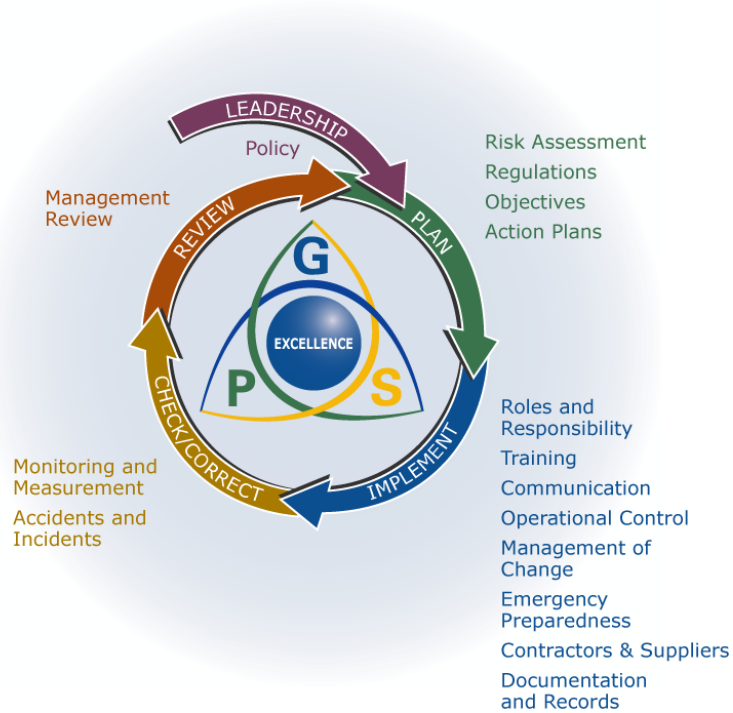 LEADERSHIP
Policy
PLAN
Risk Assessment
Regulations
Objectives
Action Plans
IMPLEMENT
Roles and
Responsibility
Training
Communication
Operational Control
Management of
Change
Emergency
Preparedness
Contractors & Suppliers
Documentation
and Records
CHECK/CORRECT
Monitoring and
Measurement
Accidents and
Incidents
REVIEW
Management
Review
G
EXCELLENCE
P
S